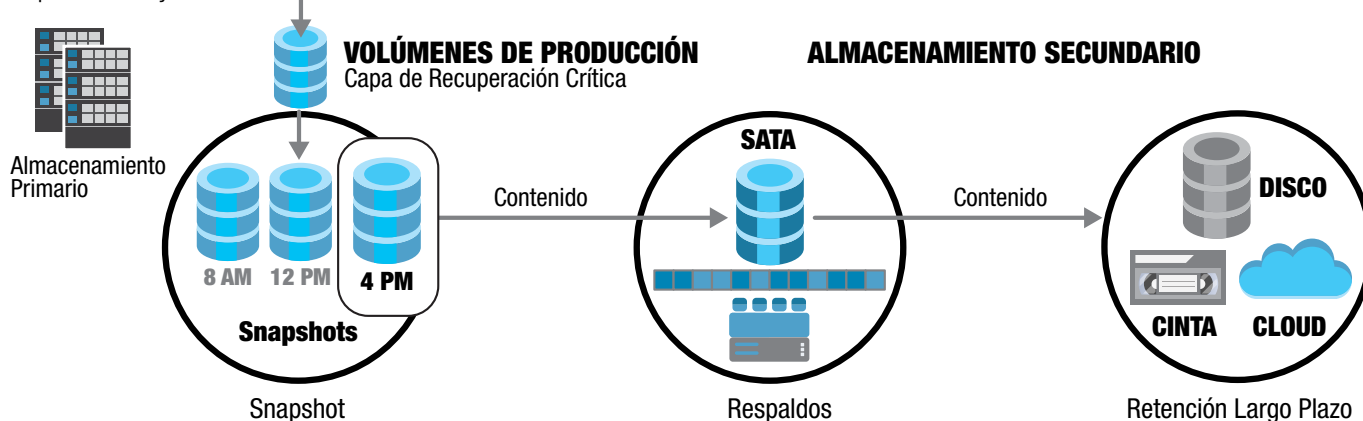 VOLÚMENES DE PRODUCCIÓN
Capa de Recuperación Crítica
ALMACENAMIENTO SECUNDARIO
Almacenamiento
Primario
8 AM
12 PM
4 PM
Snapshots
Snapshot
Contenido
SATA
Respaldos
Contenido
DISCO
CINTA
CLOUD
Retención Largo Plazo